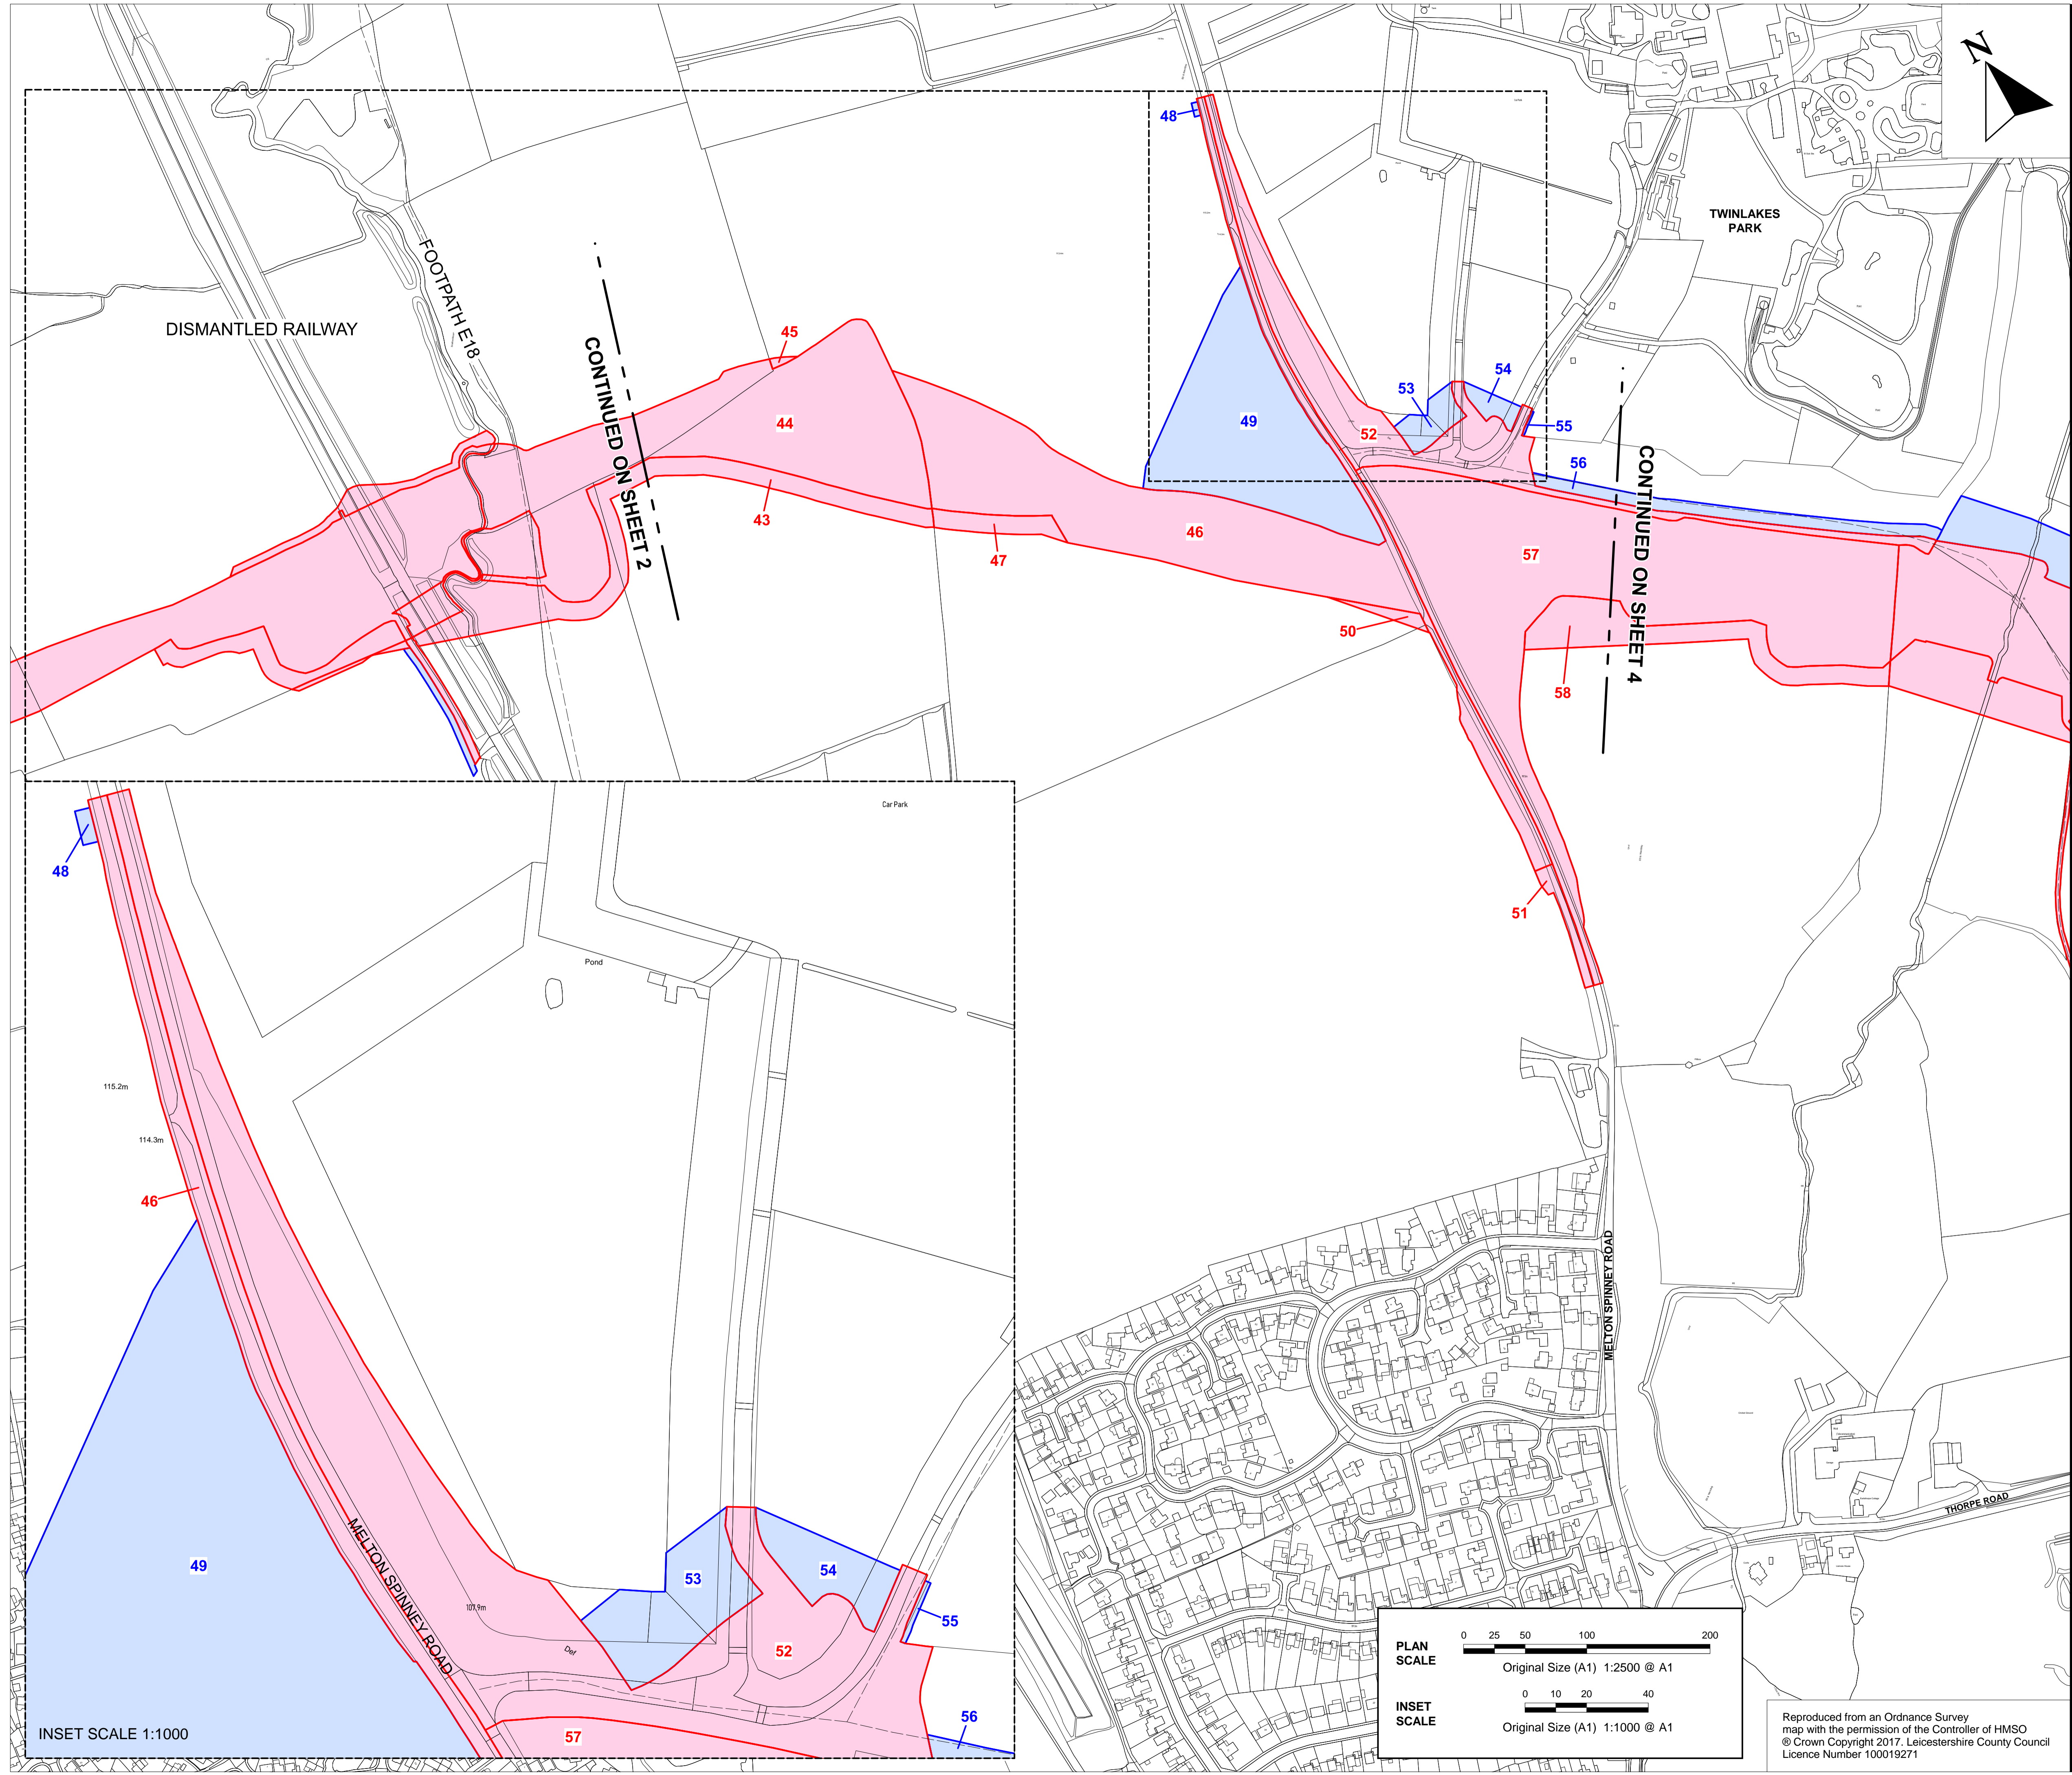 N
48
TWINLAKES
PARK
FOOTPATH E18
DISMANTLED RAILWAY
CONTINUED ON SHEET 2
45
44
43
47
46
49
53
54
52
55
56
CONTINUED ON SHEET 4
57
50
58
51
Car Park
48
Pond
115.2m
114.3m
46
49
MELTON SPINNEY ROAD
107.9m
Def
53
54
55
52
56
57
INSET SCALE 1:1000
MELTON SPINNEY ROAD
THORPE ROAD
PLAN
SCALE
0 25 50 100 200
Original Size (A1) 1:2500 @ A1
INSET
SCALE
0 10 20 40
Original Size (A1) 1:1000 @ A1
Reproduced from an Ordnance Survey
map with the permission of the Controller of HMSO
® Crown Copyright 2017. Leicestershire County Council
Licence Number 100019271